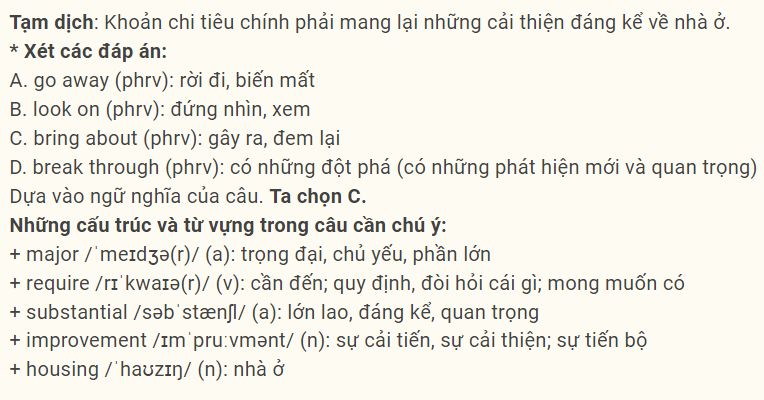 Tạm dịch: Khoản chi tiêu chính phải mang lại những cải thiện đáng kể về nhà ở.
* Xét các đáp án:
A. go away (phrv): rời đi, biến mất
B. look on (phrv): đứng nhìn, xem
C. bring about (phrv): gây ra, đem lại
D. break through (phrv): có những đột phá (có những phát hiện mới và quan trọng)
Dựa vào ngữ nghĩa của câu. Ta chọn C.
Những cấu trúc và từ vựng trong câu cần chú ý:
+ major /ˈmeɪdʒə(r)/ (a): trọng đại, chủ yếu, phần lớn
+ require /rɪˈkwaɪə(r)/ (v): cần đến; quy định, đòi hỏi cái gì; mong muốn có
+ substantial /səbˈstænʃl/ (a): lớn lao, đáng kể, quan trọng
+ improvement /ɪmˈpruːvmənt/ (n): sự cải tiến, sự cải thiện; sự tiến bộ
+ housing /ˈhaʊzɪŋ/ (n): nhà ở